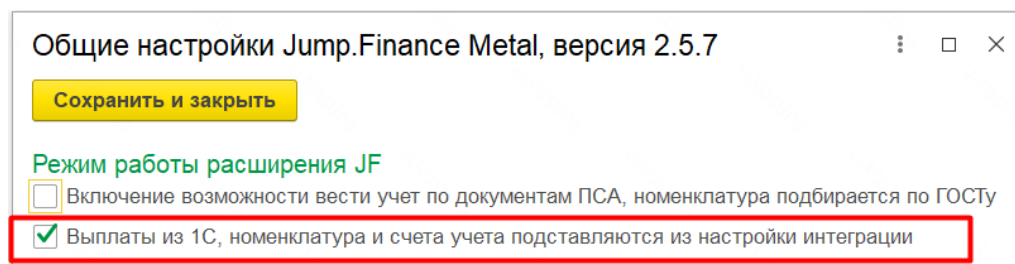 Общие настройки Jump.Finance Metal, версия 2.5.7
Сохранить и закрыть
Режим работы расширения JF
Включение возможности вести учет по документам ПСА, номенклатура подбирается по ГОСТу
Выплаты из 1С, номенклатура и счета учета подставляются из настройки интеграции